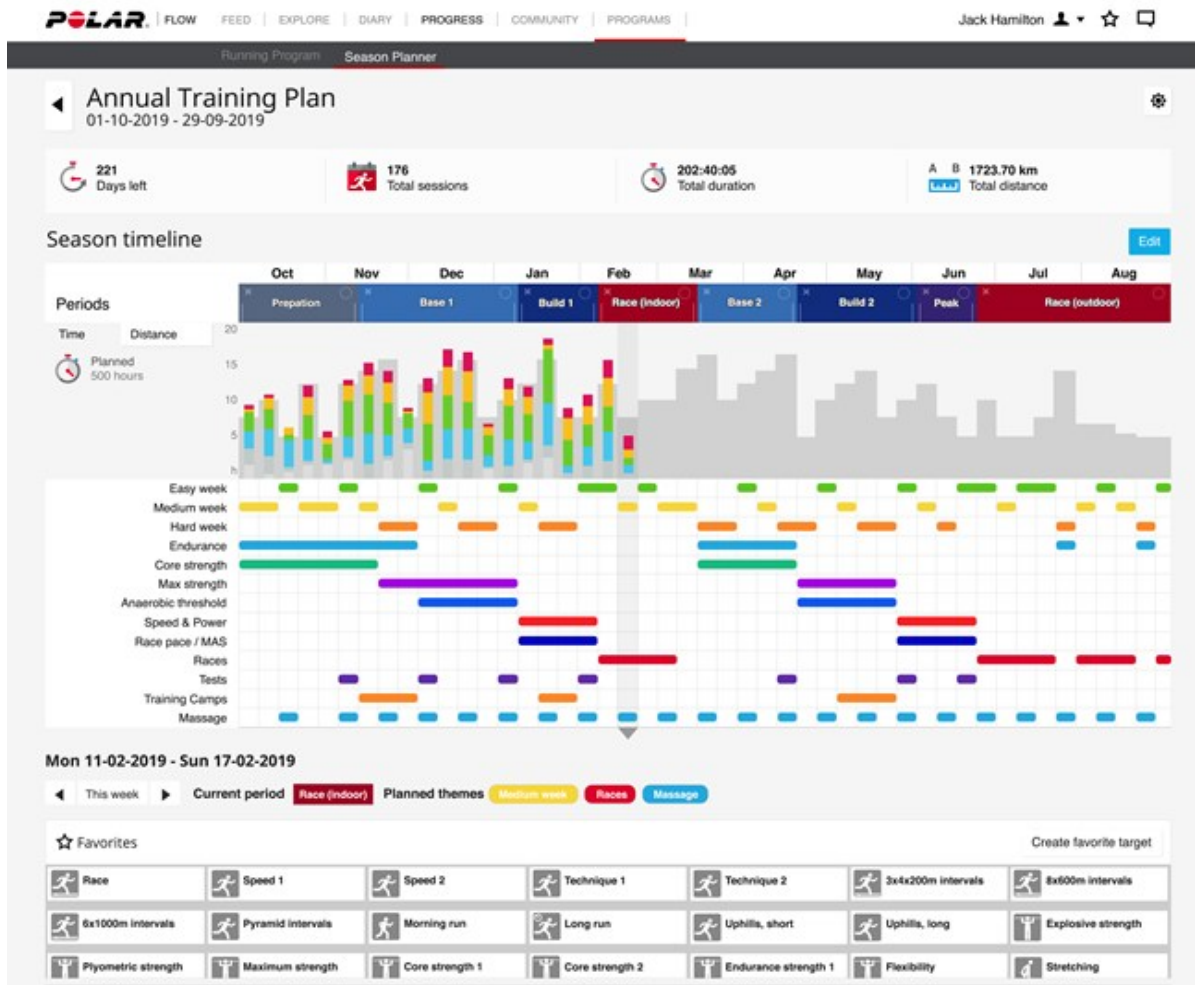 POLAR. FLOW FEED EXPLORE DIARY PROGRESS COMMUNITY PROGRAMS Jack Hamilton
Running Program Season Planner
Annual Training Plan
01-10-2019 - 29-09-2019
221 176 202:40:05 A B 1723.70 km
Days left Total sessions Total duration Total distance
Season timeline Edit
Oct Nov Dec Jan Feb Mar Apr May Jun Jul Aug
Periods Prepation Base 1 Build 1 Race (indoor) Base 2 Build 2 Peak Race (outdoor)
Time Distance 20
Planned 15
500 hours
10
5
h
Easy week
Medium week
Hard week
Endurance
Core strength
Max strength
Anaerobic threshold
Speed & Power
Race pace / MAS
Races
Tests
Training Camps
Massage
Mon 11-02-2019 - Sun 17-02-2019
This week Current period Race (indoor) Planned themes Medium week Races Massage
Favorites Create favorite target
Race Speed 1 Speed 2 Technique 1 Technique 2 3x4x200m intervals 8x600m intervals
6x1000m intervals Pyramid intervals Morning run Long run Uphills, short Uphills, long Explosive strength
Plyometric strength Maximum strength Core strength 1 Core strength 2 Endurance strength 1 Flexibility Stretching